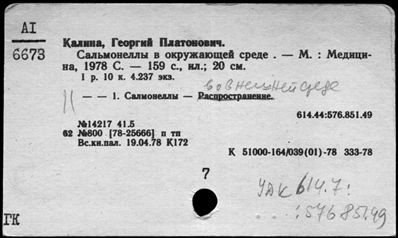 AI
6673
Калина, Георгий Платонович.
Сальмонеллы в окружающей среде . — М. : Медици-
на, 1978 С. — 159 с., ил.; 20 см.
1 р. 10 к. 4.237 экз.
во внешней среде
— — 1. Салмонеллы — Распространение.
614.44:576.851.49
№14217 41.5
62 №800 [78-25666] п тп
Вс.кн.пал. 19.04.78 К172
К 51000-164/039(01)-78 333-78
7
УДК 614.7:
:576.851.49
ГК